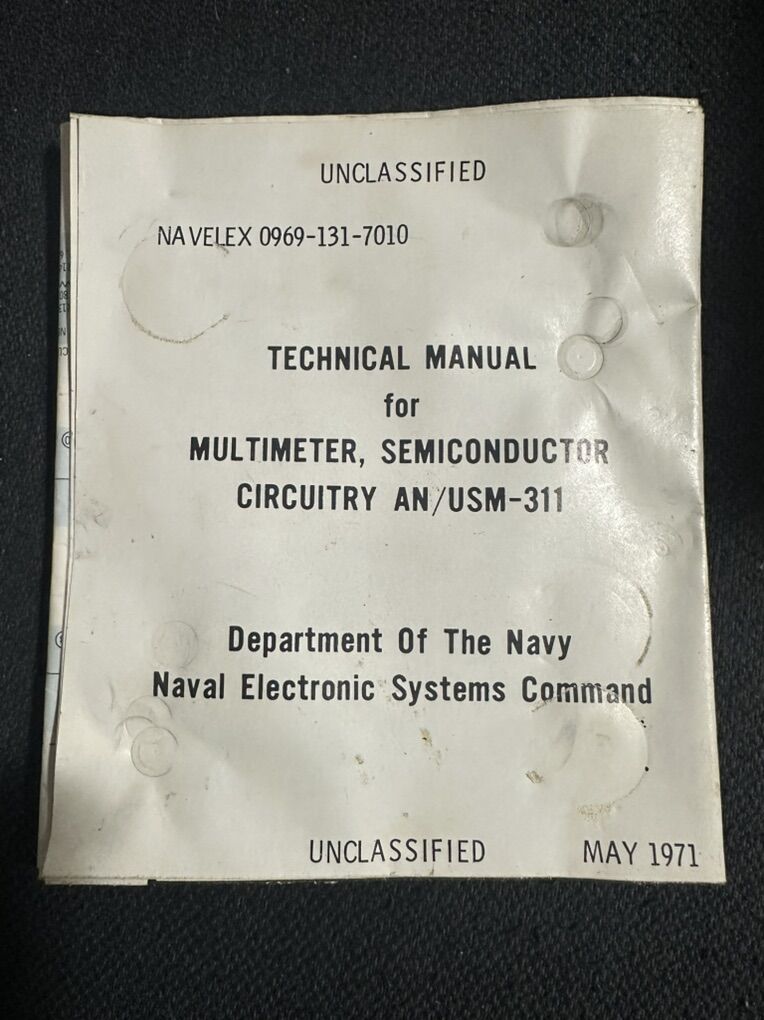 UNCLASSIFIED
NAVELEX 0969-131-7010
TECHNICAL MANUAL
for
MULTIMETER, SEMICONDUCTOR
CIRCUITRY AN/USM-311
Department Of The Navy
Naval Electronic Systems Command
UNCLASSIFIED
MAY 1971